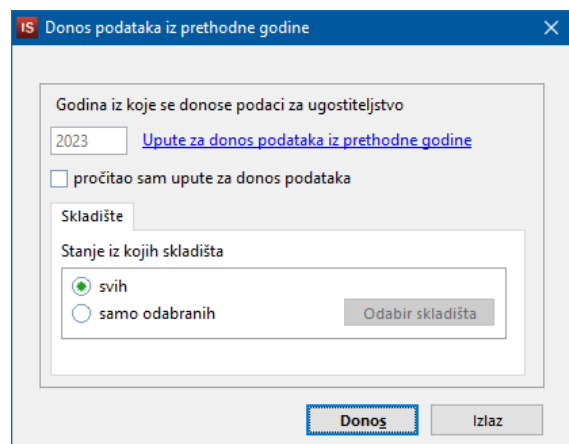 IS Donos podataka iz prethodne godine
Godina iz koje se donose podaci za ugostiteljstvo
2023 Upute za donos podataka iz prethodne godine
pročitao sam upute za donos podataka
Skladište
Stanje iz kojih skladišta
svih
samo odabranih Odabir skladišta
Donos Izlaz